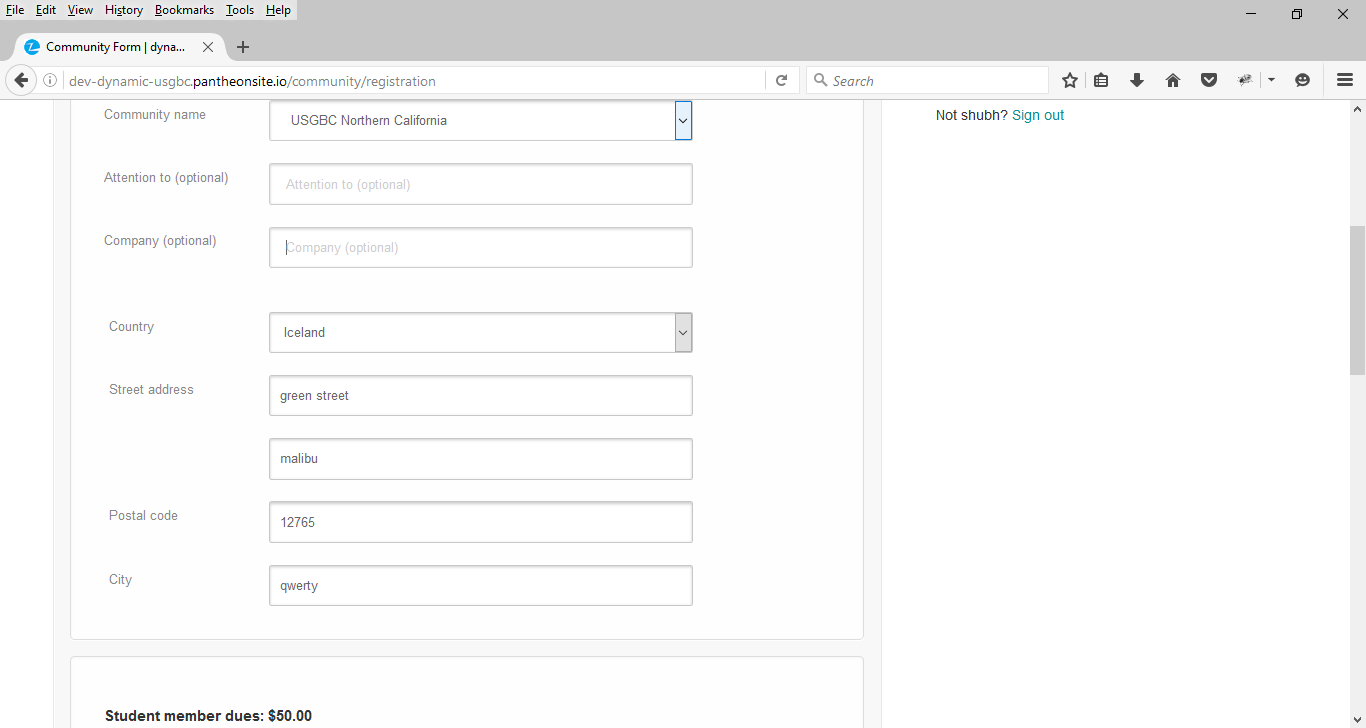 File Edit View History Bookmarks Tools Help
Community Form | dyna...
dev-dynamic-usgbc.pantheonsite.io/community/registration
Search
Community name
USGBC Northern California
Not shubh? Sign out
Attention to (optional)
Attention to (optional)
Company (optional)
Company (optional)
Country
Iceland
Street address
green street
malibu
Postal code
12765
City
qwerty
Student member dues: $50.00